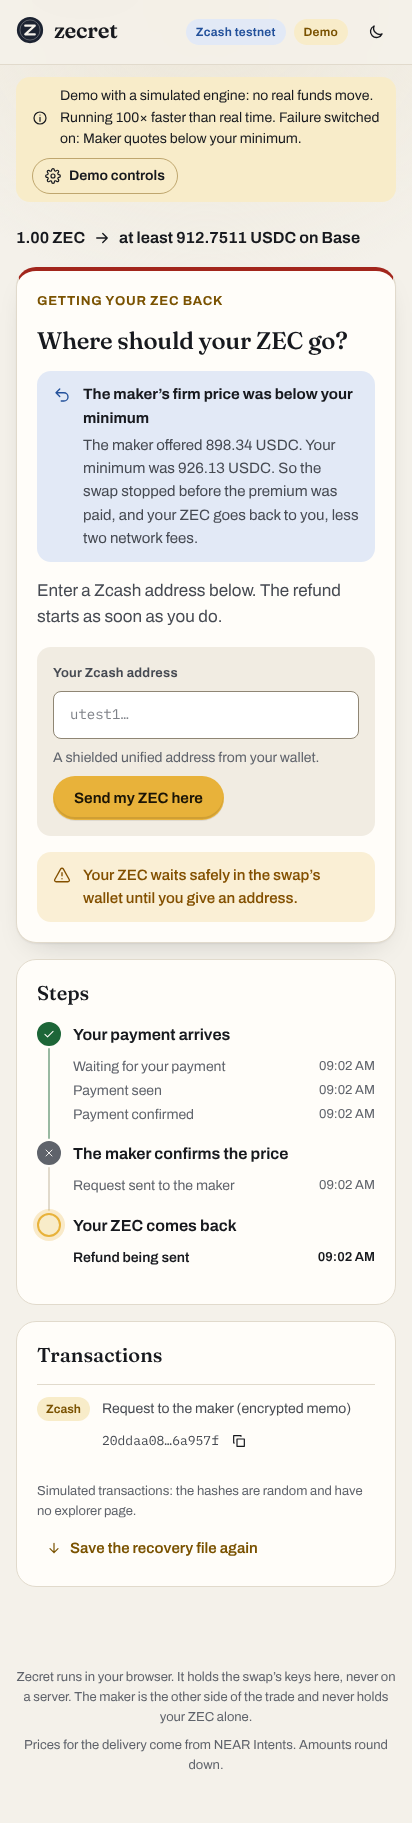 zecret
Zcash testnet
Demo
Demo with a simulated engine: no real funds move.
Running 100× faster than real time. Failure switched
on: Maker quotes below your minimum.
Demo controls
1.00 ZEC → at least 912.7511 USDC on Base
GETTING YOUR ZEC BACK
Where should your ZEC go?
The maker’s firm price was below your
minimum
The maker offered 898.34 USDC. Your
minimum was 926.13 USDC. So the
swap stopped before the premium was
paid, and your ZEC goes back to you, less
two network fees.
Enter a Zcash address below. The refund
starts as soon as you do.
Your Zcash address
utest1…
A shielded unified address from your wallet.
Send my ZEC here
Your ZEC waits safely in the swap’s
wallet until you give an address.
Steps
Your payment arrives
Waiting for your payment 09:02 AM
Payment seen 09:02 AM
Payment confirmed 09:02 AM
The maker confirms the price
Request sent to the maker 09:02 AM
Your ZEC comes back
Refund being sent 09:02 AM
Transactions
Zcash Request to the maker (encrypted memo)
20ddaa08…6a957f
Simulated transactions: the hashes are random and have
no explorer page.
↓ Save the recovery file again
Zecret runs in your browser. It holds the swap’s keys here, never on
a server. The maker is the other side of the trade and never holds
your ZEC alone.
Prices for the delivery come from NEAR Intents. Amounts round
down.